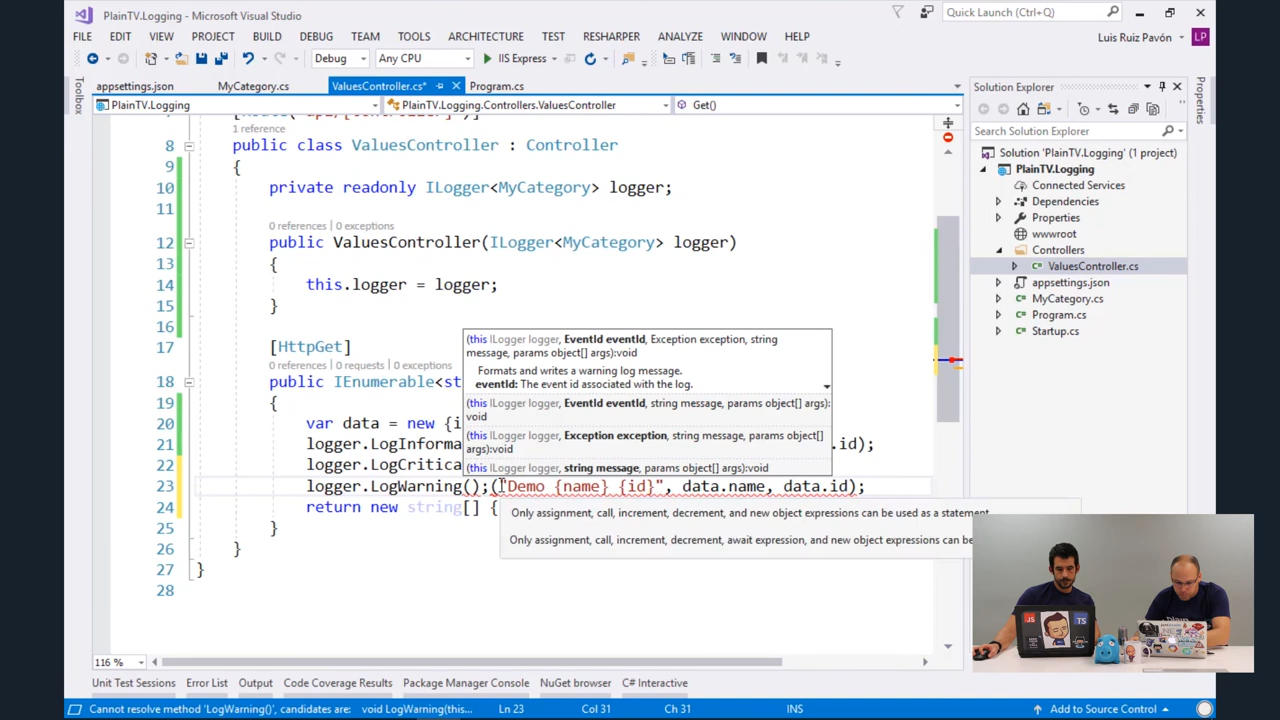 PlainTV.Logging - Microsoft Visual Studio
Quick Launch (Ctrl+Q)
FILE EDIT VIEW PROJECT BUILD DEBUG TEAM TOOLS ARCHITECTURE TEST RESHARPER ANALYZE WINDOW HELP
Luis Ruiz Pavón LP
Debug Any CPU IIS Express
Toolbox
appsettings.json MyCategory.cs ValuesController.cs* Program.cs
PlainTV.Logging PlainTV.Logging.Controllers.ValuesController Get()
1 reference
8 public class ValuesController : Controller
9 {
10 private readonly ILogger<MyCategory> logger;
11
0 references | 0 exceptions
12 public ValuesController(ILogger<MyCategory> logger)
13 {
14 this.logger = logger;
15 }
16
17 [HttpGet]
0 references | 0 requests | 0 exceptions
18 public IEnumerable<st
19 {
20 var data = new {i
21 logger.LogInforma .id);
22 logger.LogCritica
23 logger.LogWarning();("Demo {name} {id}", data.name, data.id);
24 return new string[] {
25 }
26 }
27 }
28
(this ILogger logger, EventId eventId, Exception exception, string
message, params object[] args):void
Formats and writes a warning log message.
eventId: The event id associated with the log.
(this ILogger logger, EventId eventId, string message, params object[] args):
void
(this ILogger logger, Exception exception, string message, params object[]
args):void
(this ILogger logger, string message, params object[] args):void
Only assignment, call, increment, decrement, and new object expressions can be used as a statement
Only assignment, call, increment, decrement, await expression, and new object expressions can be
Solution Explorer
Search Solution Explorer
Solution 'PlainTV.Logging' (1 project)
PlainTV.Logging
Connected Services
Dependencies
Properties
wwwroot
Controllers
ValuesController.cs
appsettings.json
MyCategory.cs
Program.cs
Startup.cs
Properties
JS TS
116 %
Unit Test Sessions Error List Output Code Coverage Results Package Manager Console NuGet browser C# Interactive
Cannot resolve method 'LogWarning()', candidates are: void LogWarning(this... Ln 23 Col 31 Ch 31 INS Add to Source Control